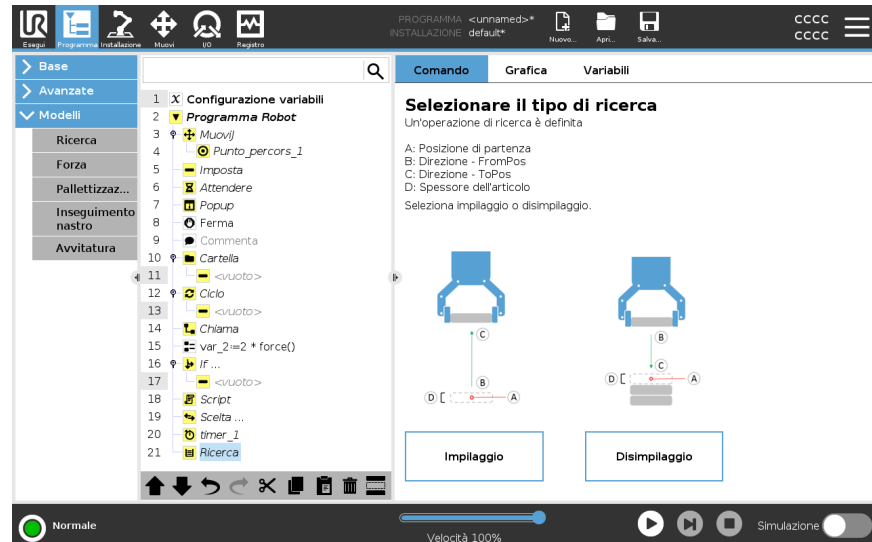 UR
Esegui
Programma
Installazione
Muovi
I/O
Registro
PROGRAMMA <unnamed>*
INSTALLAZIONE default*
Nuovo...
Apri...
Salva...
CCCC
CCCC
Base
Avanzate
Modelli
Ricerca
Forza
Pallettizzaz...
Inseguimento
nastro
Avvitatura
1 X Configurazione variabili
2 Programma Robot
3 MuoviJ
4 Punto_percors_1
5 Imposta
6 Attendere
7 Popup
8 Ferma
9 Commenta
10 Cartella
11 <vuoto>
12 Ciclo
13 <vuoto>
14 Chiama
15 var_2:=2 * force()
16 If ...
17 <vuoto>
18 Script
19 Scelta ...
20 timer_1
21 Ricerca
Comando Grafica Variabili
Selezionare il tipo di ricerca
Un'operazione di ricerca è definita
A: Posizione di partenza
B: Direzione - FromPos
C: Direzione - ToPos
D: Spessore dell'articolo
Seleziona impilaggio o disimpilaggio.
C
B
D
A
B
C
D
A
Impilaggio
Disimpilaggio
Normale
Velocità 100%
Simulazione